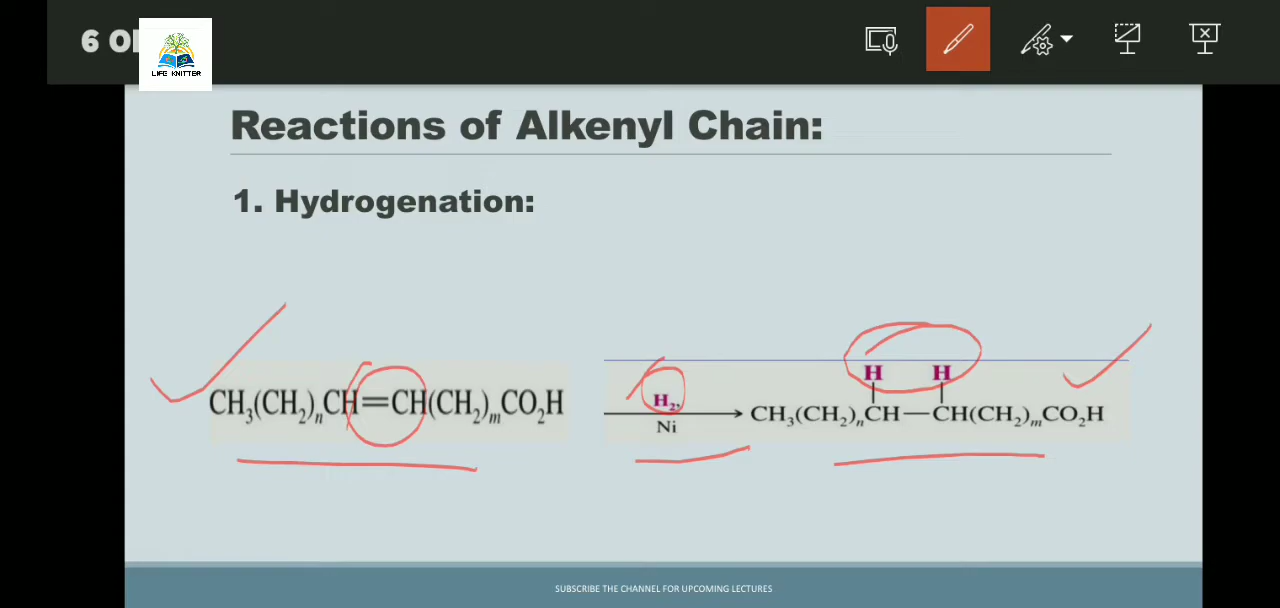 6 O
LIFE KNITTER
Reactions of Alkenyl Chain:
1. Hydrogenation:
CH₃(CH₂)ₙCH=CH(CH₂)ₘCO₂H
H₂,
Ni
H H
CH₃(CH₂)ₙCH—CH(CH₂)ₘCO₂H
SUBSCRIBE THE CHANNEL FOR UPCOMING LECTURES